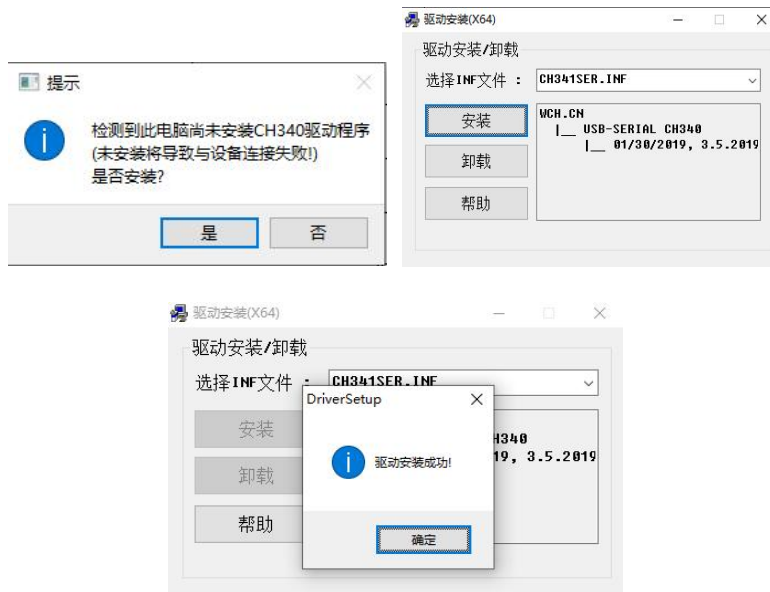 提示
检测到此电脑尚未安装CH340驱动程序
(未安装将导致与设备连接失败!)
是否安装?
是
否
驱动安装(X64)
驱动安装/卸载
选择INF文件 :
CH341SER.INF
安装
卸载
帮助
WCH.CN
|__ USB-SERIAL CH340
|__ 01/30/2019, 3.5.2019
驱动安装(X64)
驱动安装/卸载
选择INF文件 :
CH341SER.INF
安装
卸载
帮助
H340
19, 3.5.2019
DriverSetup
驱动安装成功!
确定